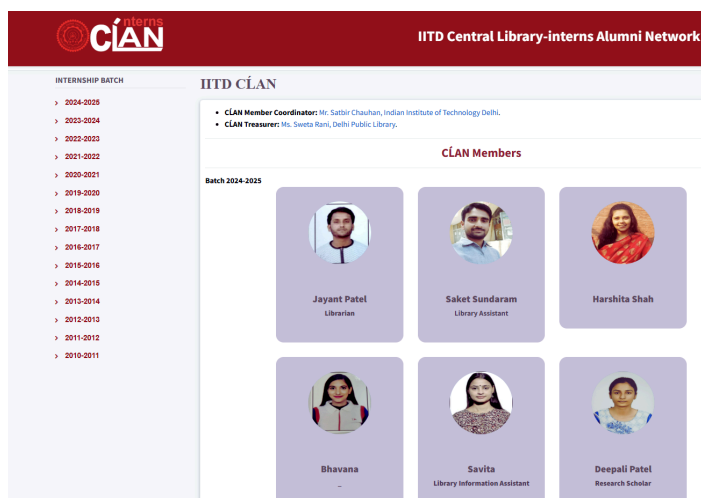 nterns
CĹAN
IITD Central Library-interns Alumni Network
INTERNSHIP BATCH
› 2024-2025
› 2023-2024
› 2022-2023
› 2021-2022
› 2020-2021
› 2019-2020
› 2018-2019
› 2017-2018
› 2016-2017
› 2015-2016
› 2014-2015
› 2013-2014
› 2012-2013
› 2011-2012
› 2010-2011
IITD CĹAN
• CĹAN Member Coordinator: Mr. Satbir Chauhan, Indian Institute of Technology Delhi.
• CĹAN Treasurer: Ms. Sweta Rani, Delhi Public Library.
CĹAN Members
Batch 2024-2025
Jayant Patel
Librarian
Saket Sundaram
Library Assistant
Harshita Shah
Bhavana
_
Savita
Library Information Assistant
Deepali Patel
Research Scholar